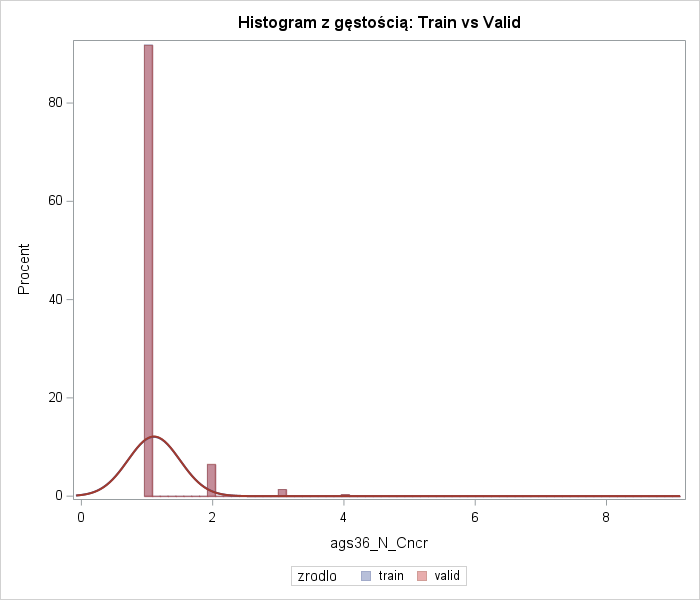 Histogram z gęstością: Train vs Valid
Procent
80
60
40
20
0
0 2 4 6 8
ags36_N_Cncr
zrodlo train valid